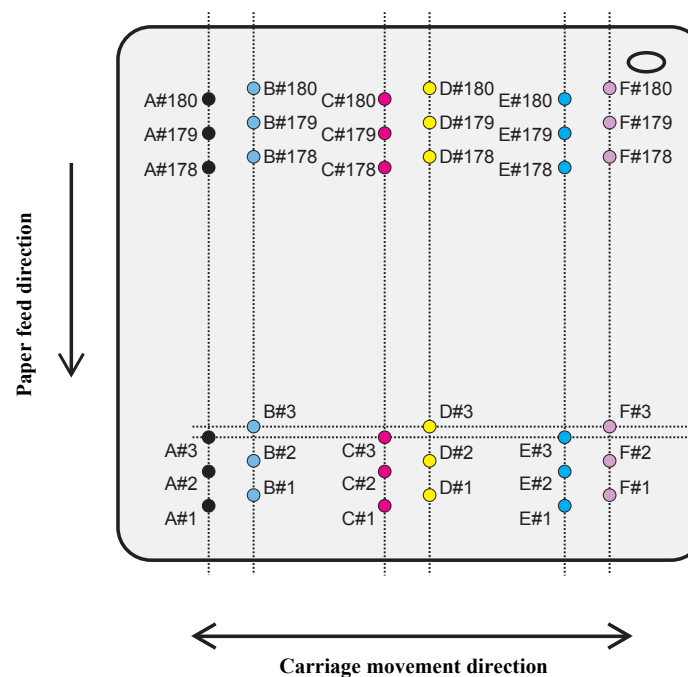 B#180 D#180 F#180
A#180 C#180 E#180
B#179 D#179 F#179
A#179 C#179 E#179
B#178 D#178 F#178
A#178 C#178 E#178
Paper feed direction
B#3 D#3 F#3
A#3 C#3 E#3
B#2 D#2 F#2
A#2 C#2 E#2
B#1 D#1 F#1
A#1 C#1 E#1
Carriage movement direction